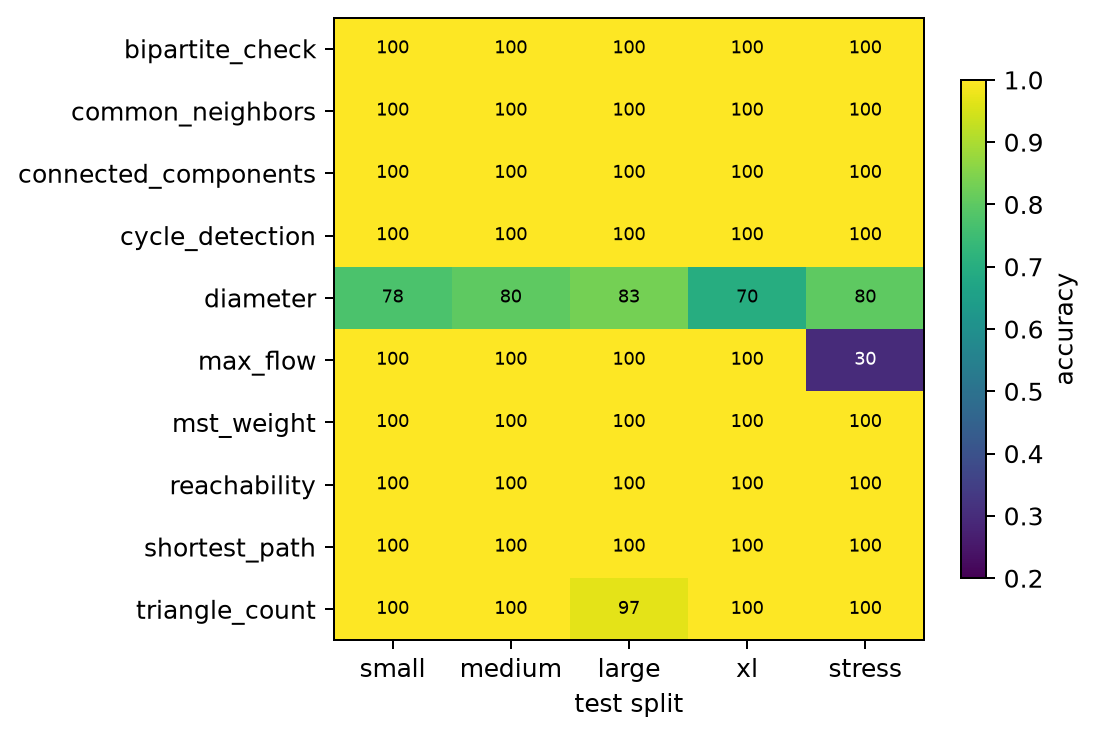 bipartite_check 100 100 100 100 100
common_neighbors 100 100 100 100 100
connected_components 100 100 100 100 100
cycle_detection 100 100 100 100 100
diameter 78 80 83 70 80
max_flow 100 100 100 100 30
mst_weight 100 100 100 100 100
reachability 100 100 100 100 100
shortest_path 100 100 100 100 100
triangle_count 100 100 97 100 100
small medium large xl stress
test split
1.0
0.9
0.8
0.7
0.6
0.5
0.4
0.3
0.2
accuracy